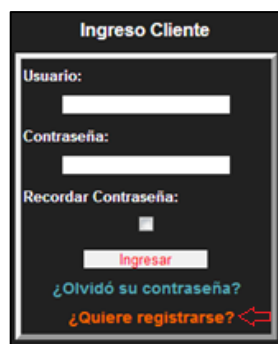 Ingreso Cliente
Usuario:
Contraseña:
Recordar Contraseña:
Ingresar
¿Olvidó su contraseña?
¿Quiere registrarse?